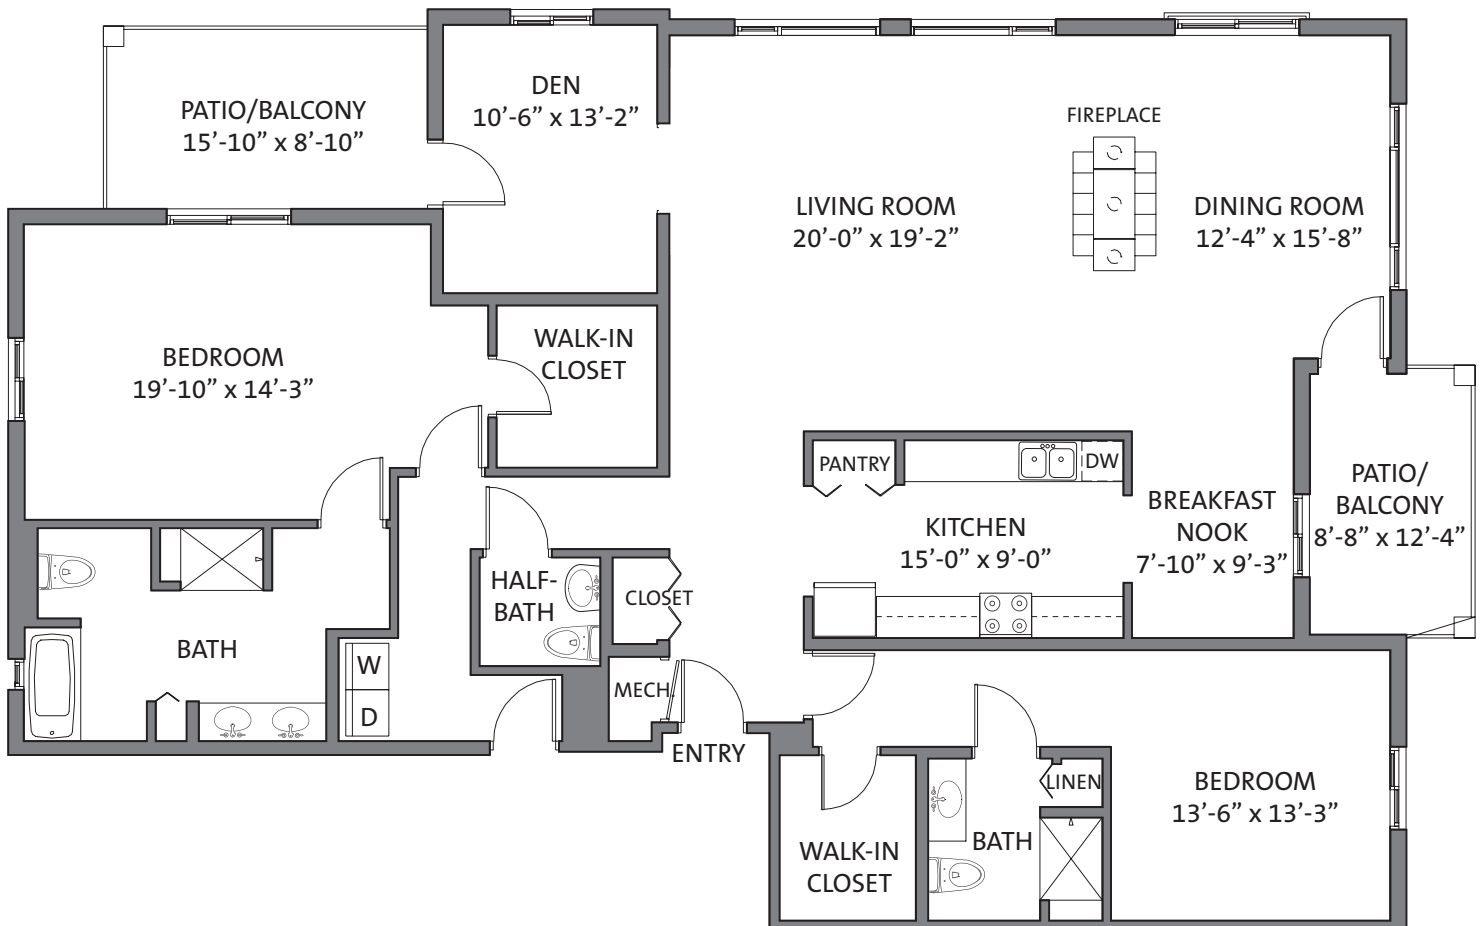 DEN
10’-6” x 13’-2”
PATIO/BALCONY
15’-10” x 8’-10”
FIREPLACE
LIVING ROOM
20’-0” x 19’-2”
DINING ROOM
12’-4” x 15’-8”
WALK-IN
CLOSET
BEDROOM
19’-10” x 14’-3”
PANTRY
DW
PATIO/
BALCONY
8’-8” x 12’-4”
BREAKFAST
NOOK
7’-10” x 9’-3”
KITCHEN
15’-0” x 9’-0”
HALF-
BATH
CLOSET
BATH
W
D
MECH.
ENTRY
LINEN
BEDROOM
13’-6” x 13’-3”
BATH
WALK-IN
CLOSET